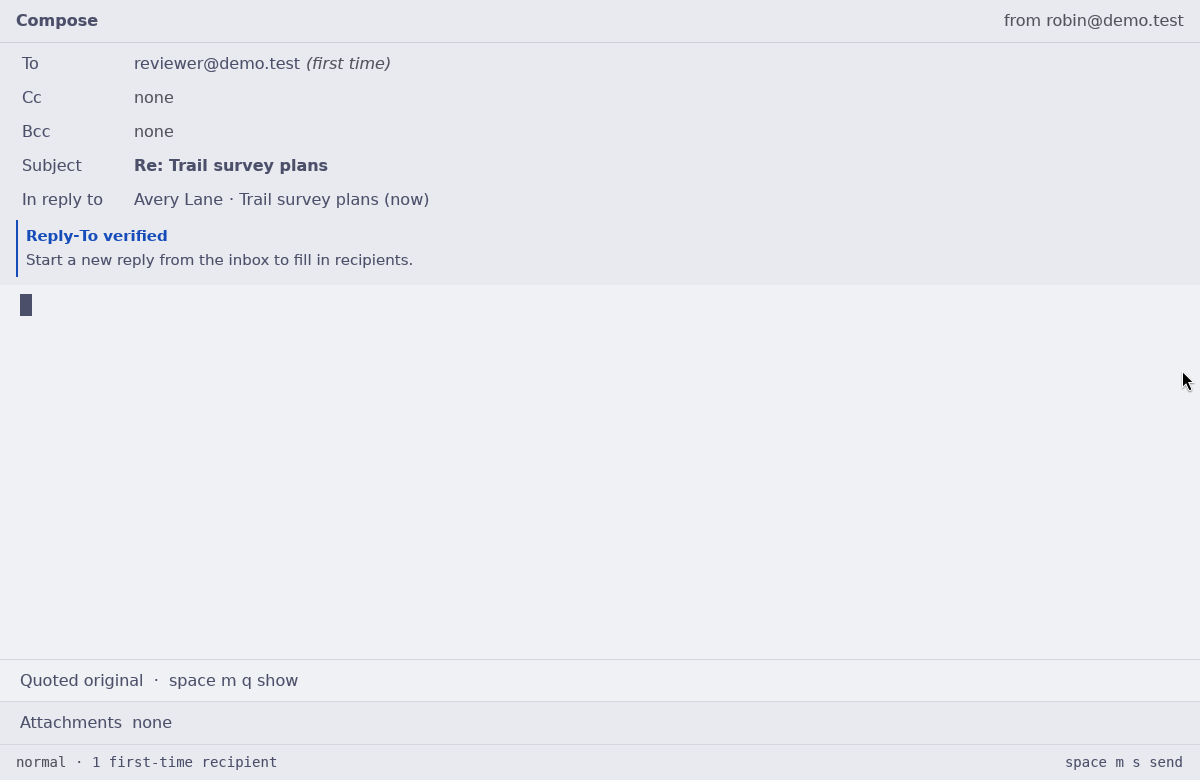 Compose from robin@demo.test
To reviewer@demo.test (first time)
Cc none
Bcc none
Subject Re: Trail survey plans
In reply to Avery Lane · Trail survey plans (now)
Reply-To verified
Start a new reply from the inbox to fill in recipients.
Quoted original · space m q show
Attachments none
normal · 1 first-time recipient space m s send